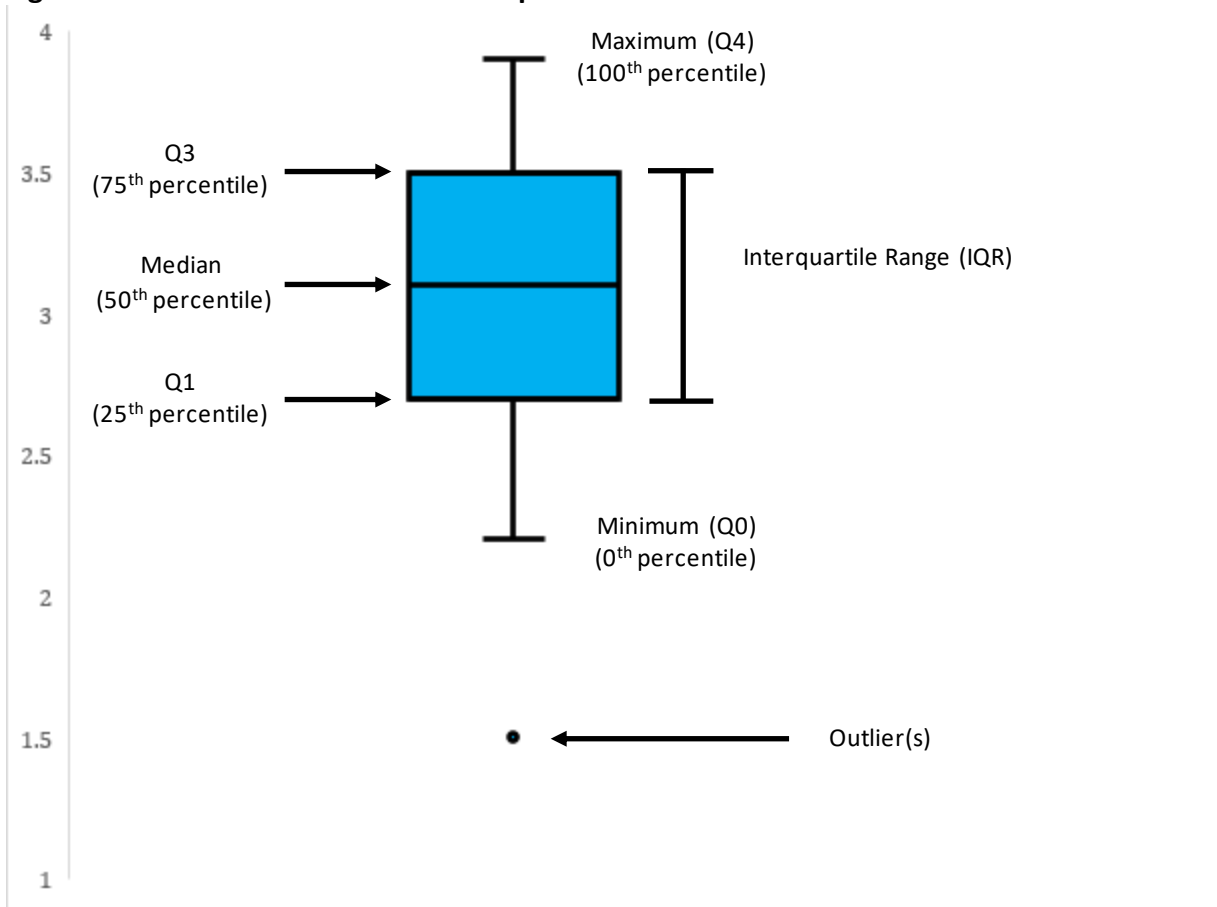 4
Maximum (Q4)
(100th percentile)
Q3
(75th percentile)
3.5
Interquartile Range (IQR)
Median
(50th percentile)
3
Q1
(25th percentile)
2.5
Minimum (Q0)
(0th percentile)
2
1.5
Outlier(s)
1